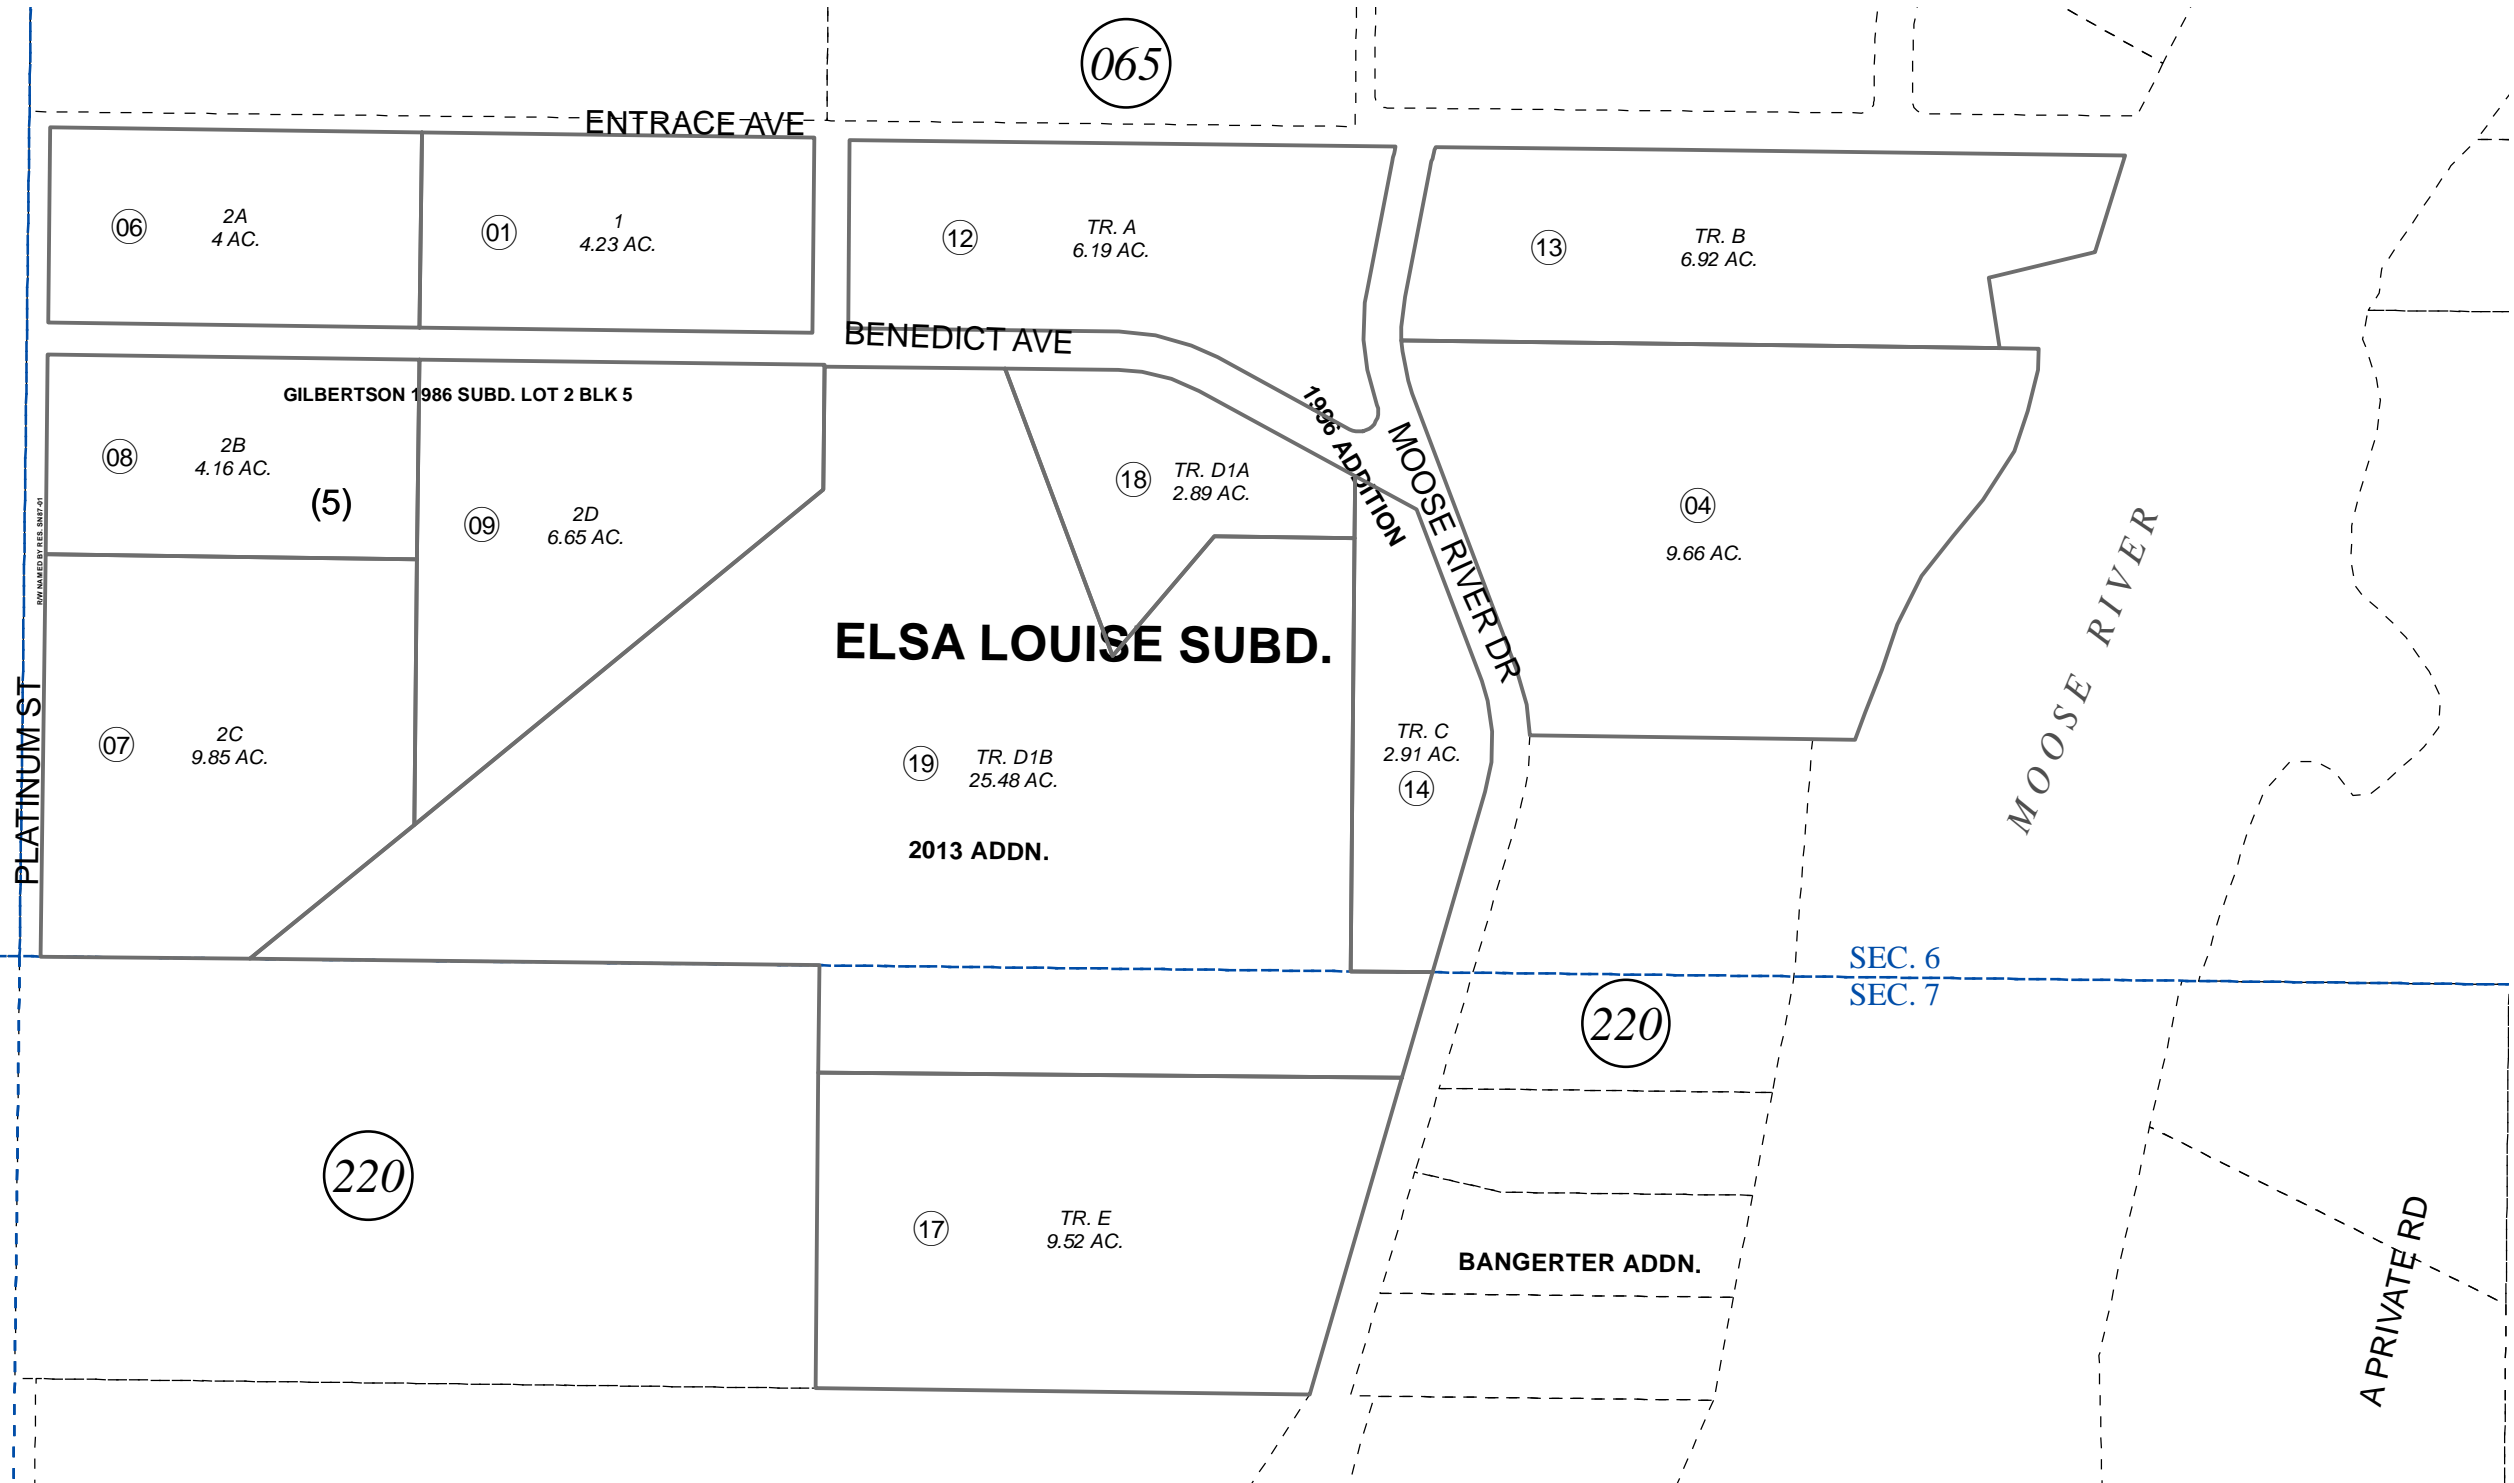 065
ENTRACE AVE
06
2A
4 AC.
01
1
4.23 AC.
12
TR. A
6.19 AC.
13
TR. B
6.92 AC.
BENEDICT AVE
GILBERTSON 1986 SUBD. LOT 2 BLK 5
1996 ADDITION
MOOSE RIVER DR
08
2B
4.16 AC.
(5)
09
2D
6.65 AC.
18
TR. D1A
2.89 AC.
04
9.66 AC.
MOOSE RIVER
R/W NAMED BY RES. SN87-01
ELSA LOUISE SUBD.
PLATINUM ST
07
2C
9.85 AC.
19
TR. D1B
25.48 AC.
TR. C
2.91 AC.
14
2013 ADDN.
SEC. 6
SEC. 7
220
220
17
TR. E
9.52 AC.
BANGERTER ADDN.
A PRIVATE RD